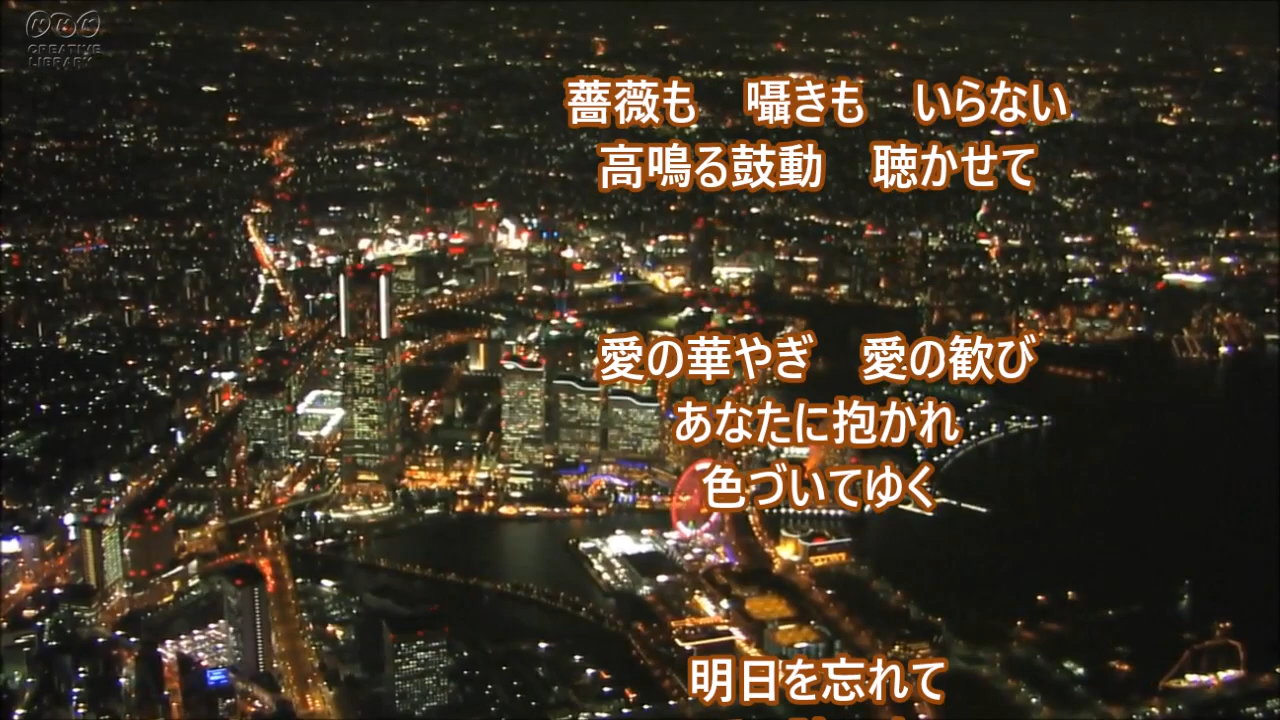 NHK
CREATIVE
LIBRARY
薔薇も　囁きも　いらない
高鳴る鼓動　聴かせて
愛の華やぎ　愛の歓び
あなたに抱かれ
色づいてゆく
明日を忘れて